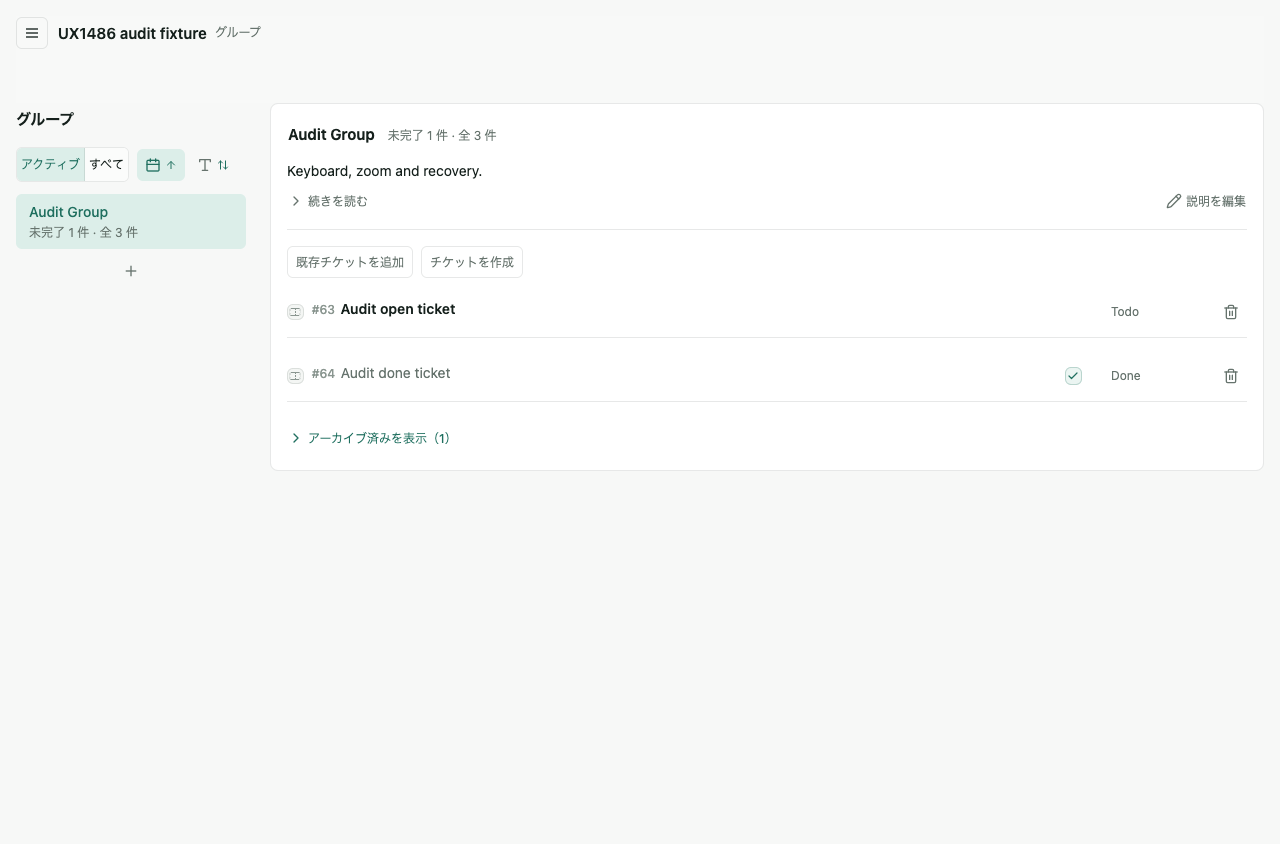 UX1486 audit fixture グループ
グループ
アクティブ すべて
Audit Group
未完了 1 件 · 全 3 件
Audit Group 未完了 1 件 · 全 3 件
Keyboard, zoom and recovery.
続きを読む 説明を編集
既存チケットを追加 チケットを作成
#63 Audit open ticket Todo
#64 Audit done ticket Done
アーカイブ済みを表示（1）